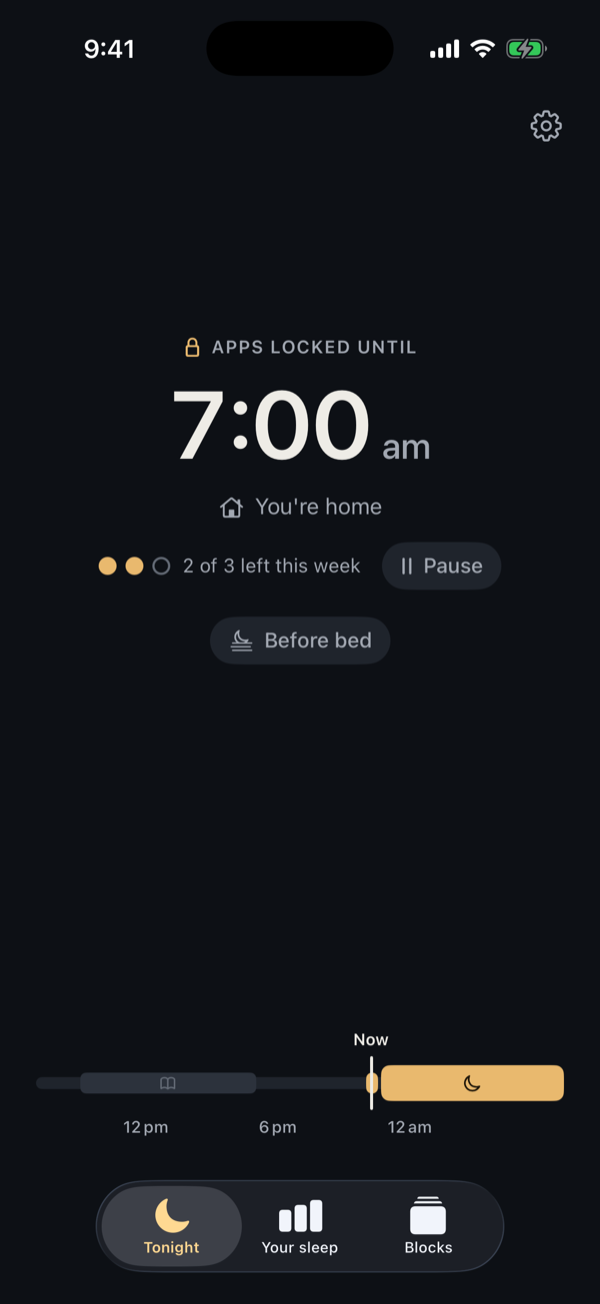 9:41
APPS LOCKED UNTIL
7:00 am
You're home
2 of 3 left this week
Pause
Before bed
Now
12 pm
6 pm
12 am
Tonight
Your sleep
Blocks